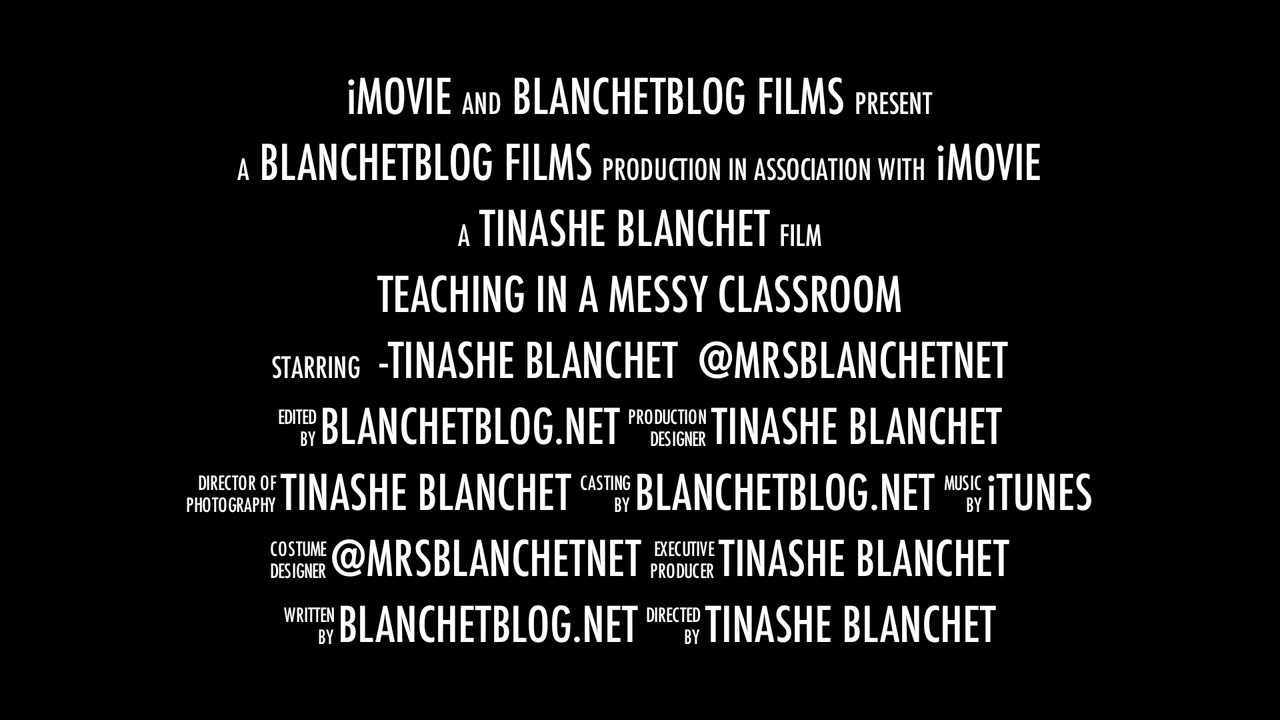 iMOVIE AND BLANCHETBLOG FILMS PRESENT
A BLANCHETBLOG FILMS PRODUCTION IN ASSOCIATION WITH iMOVIE
A TINASHE BLANCHET FILM
TEACHING IN A MESSY CLASSROOM
STARRING -TINASHE BLANCHET @MRSBLANCHETNET
EDITED BY BLANCHETBLOG.NET PRODUCTION DESIGNER TINASHE BLANCHET
DIRECTOR OF PHOTOGRAPHY TINASHE BLANCHET CASTING BY BLANCHETBLOG.NET MUSIC BY iTUNES
COSTUME DESIGNER @MRSBLANCHETNET EXECUTIVE PRODUCER TINASHE BLANCHET
WRITTEN BY BLANCHETBLOG.NET DIRECTED BY TINASHE BLANCHET